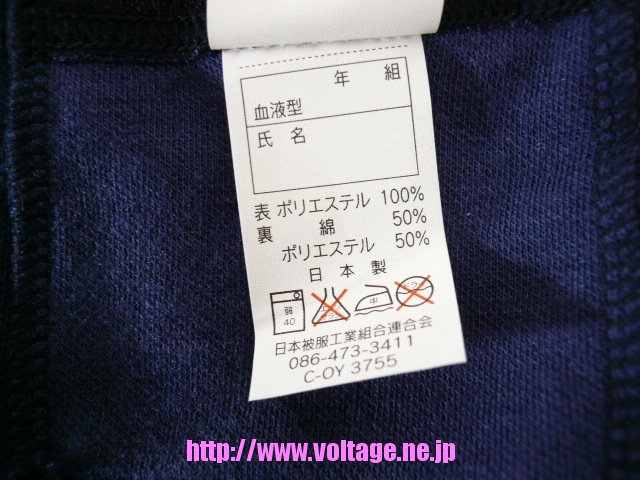 年 組
血液型
氏 名
表 ポリエステル 100%
裏 綿 50%
ポリエステル 50%
日 本 製
弱
40
中
日本被服工業組合連合会
086-473-3411
C-OY 3755
http://www.voltage.ne.jp